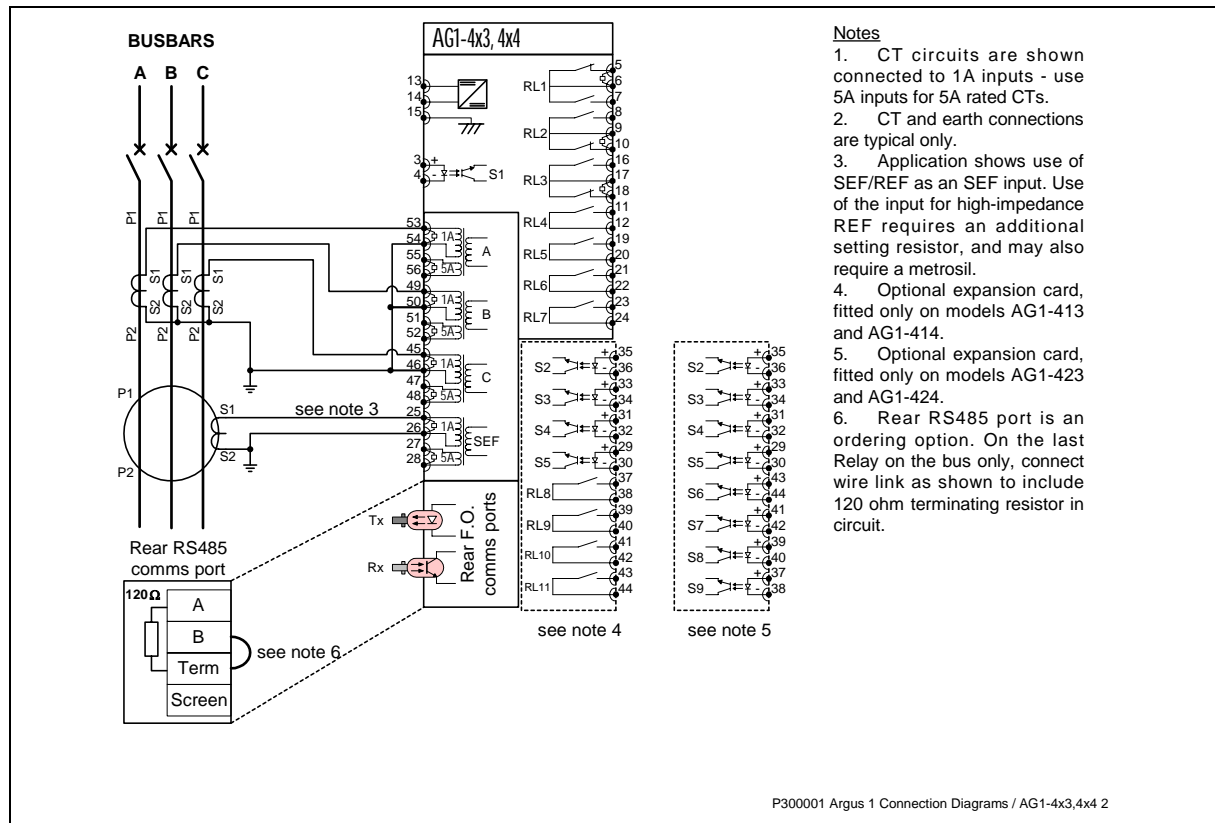 BUSBARS
A B C
P1 P1 P1
S1 S1 S1
S2 S2 S2
P2 P2 P2
P1
P2
S1
S2
see note 3
AG1-4x3, 4x4
13
14
15
3 +
4 -
S1
53
54 1A
55
56 5A
A
49
50 1A
51
52 5A
B
45
46 1A
47
48 5A
C
25
26 1A
27
28 5A
SEF
Tx
Rx
Rear F.O.
comms ports
RL1 5
6
7
RL2 8
9
10
RL3 16
17
18
RL4 11
12
RL5 19
20
RL6 21
22
RL7 23
24
S2 + 35
- 36
S3 + 33
- 34
S4 + 31
- 32
S5 + 29
- 30
RL8 37
38
RL9 39
40
RL10 41
42
RL11 43
44
see note 4
S2 + 35
- 36
S3 + 33
- 34
S4 + 31
- 32
S5 + 29
- 30
S6 + 43
- 44
S7 + 41
- 42
S8 + 39
- 40
S9 + 37
- 38
see note 5
Rear RS485
comms port
120Ω
A
B
Term
Screen
see note 6
Notes
1. CT circuits are shown
connected to 1A inputs - use
5A inputs for 5A rated CTs.
2. CT and earth connections
are typical only.
3. Application shows use of
SEF/REF as an SEF input. Use
of the input for high-impedance
REF requires an additional
setting resistor, and may also
require a metrosil.
4. Optional expansion card,
fitted only on models AG1-413
and AG1-414.
5. Optional expansion card,
fitted only on models AG1-423
and AG1-424.
6. Rear RS485 port is an
ordering option. On the last
Relay on the bus only, connect
wire link as shown to include
120 ohm terminating resistor in
circuit.
P300001 Argus 1 Connection Diagrams / AG1-4x3,4x4 2